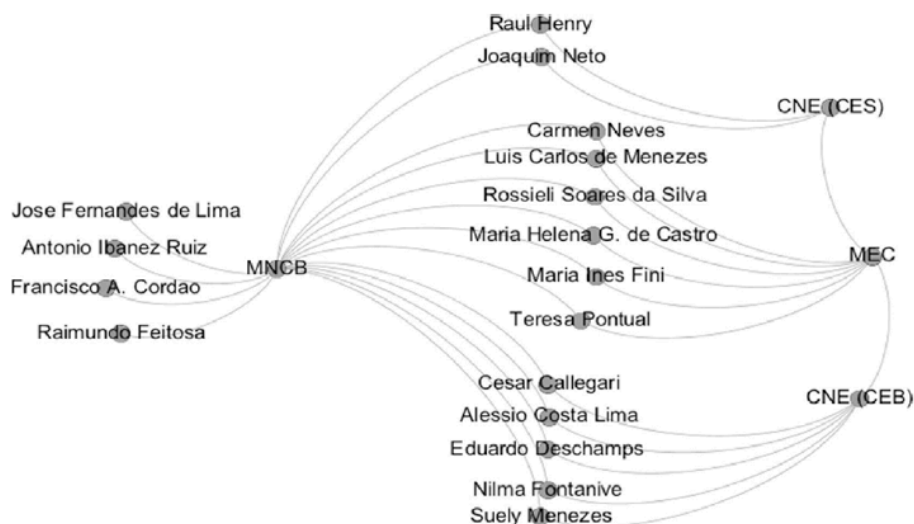 Raul Henry
Joaquim Neto
CNE (CES)
Carmen Neves
Luis Carlos de Menezes
Rossieli Soares da Silva
Jose Fernandes de Lima
Maria Helena G. de Castro
Antonio Ibanez Ruiz
MEC
MNCB
Maria Ines Fini
Francisco A. Cordao
Teresa Pontual
Raimundo Feitosa
Cesar Callegari
CNE (CEB)
Alessio Costa Lima
Eduardo Deschamps
Nilma Fontanive
Suely Menezes